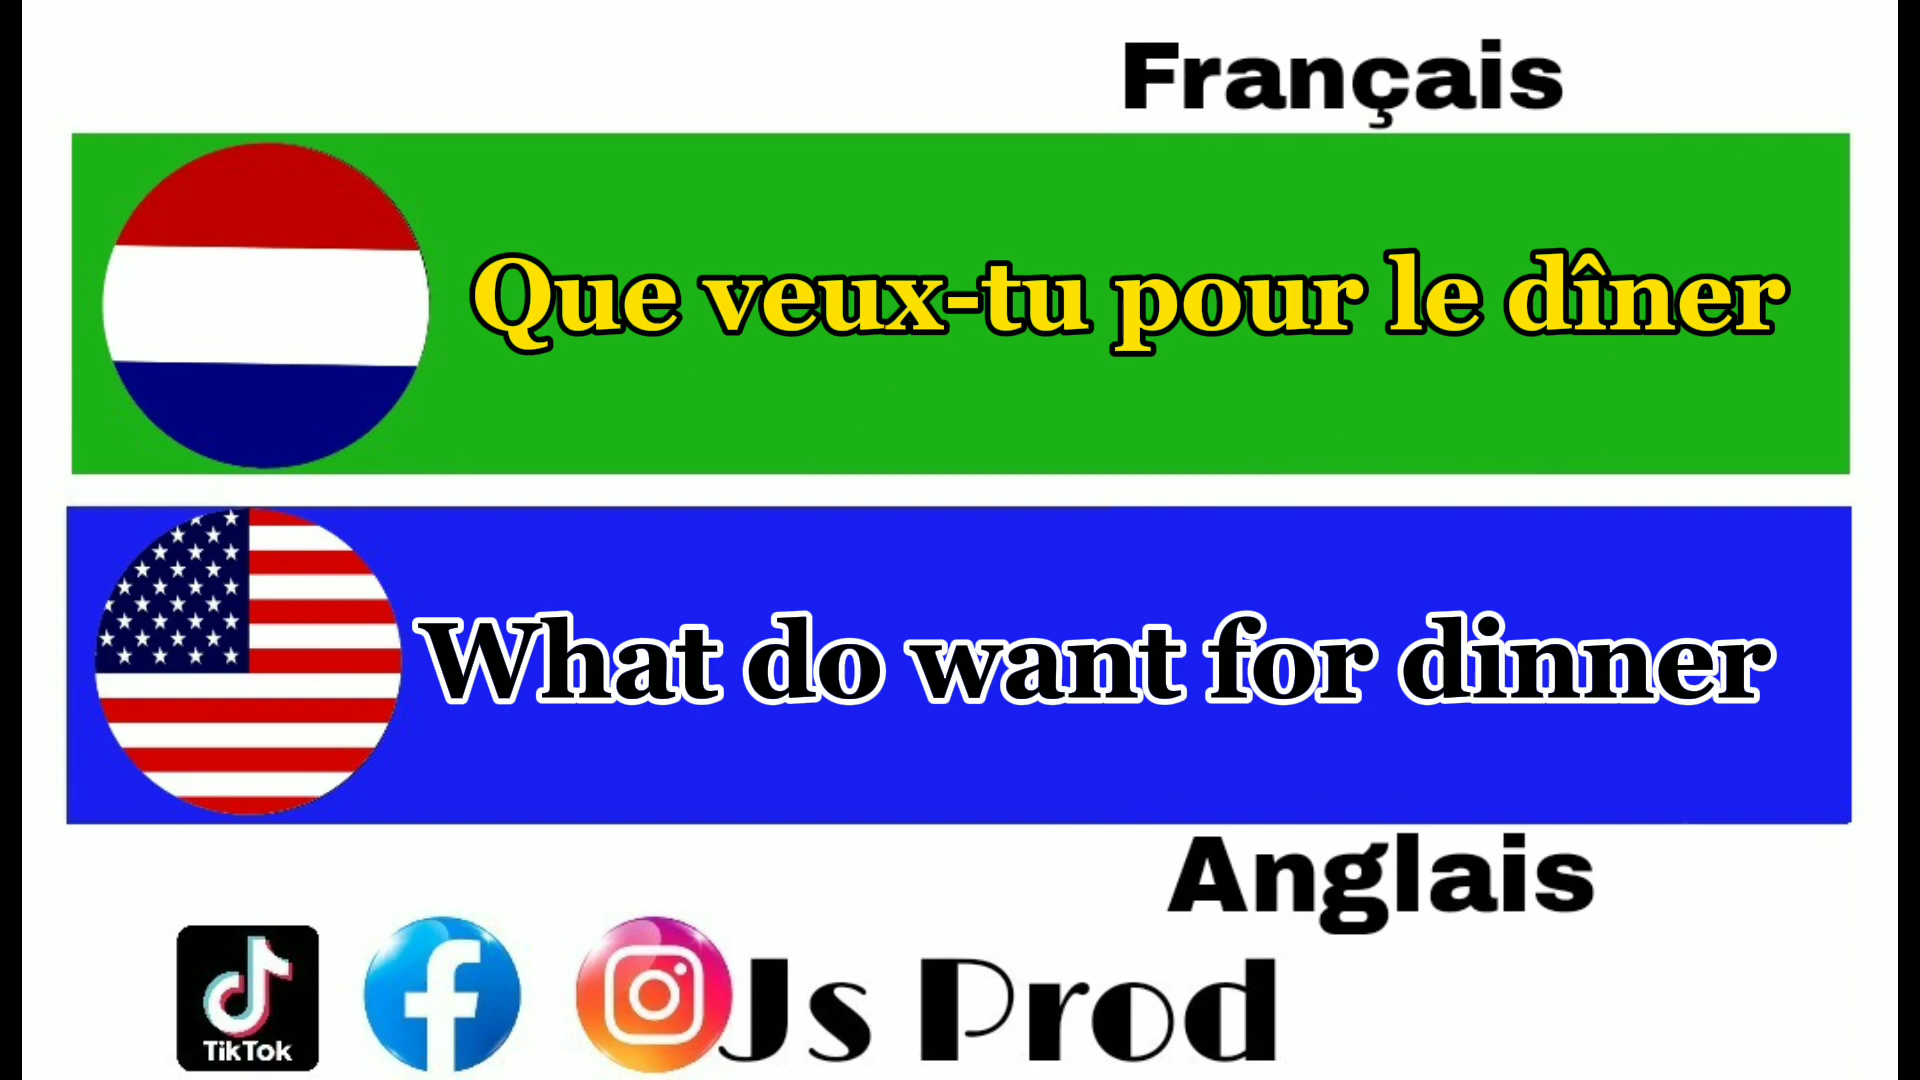 Français
Que veux-tu pour le dîner
What do want for dinner
Anglais
TikTok
Js Prod